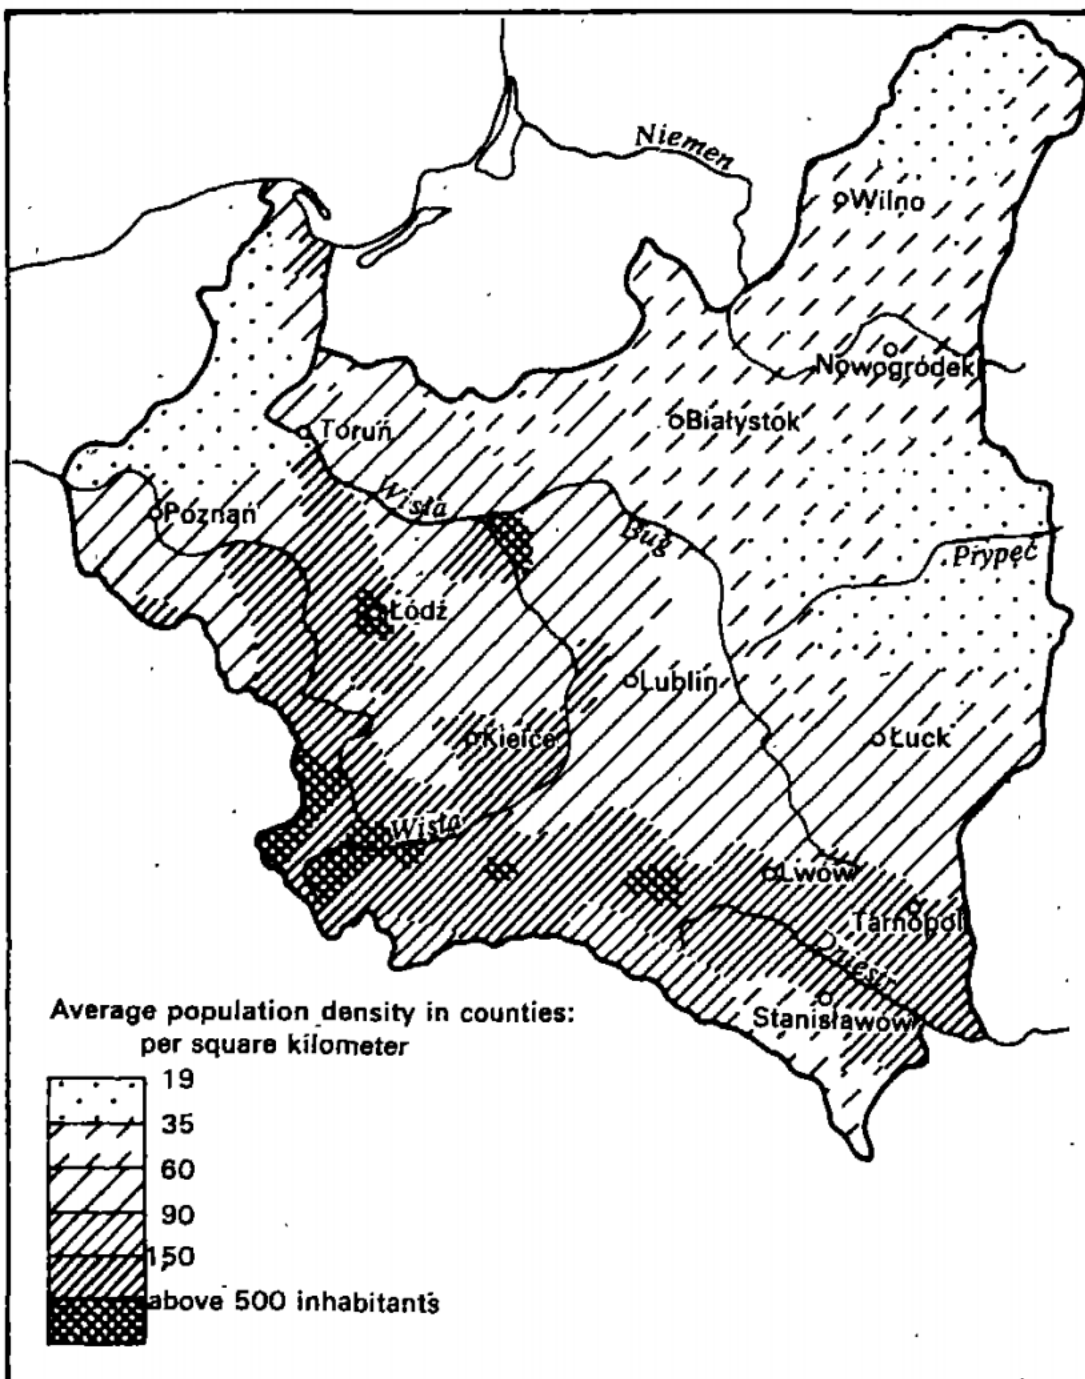 Niemen
Wilno
Nowogródek
Białystok
Toruń
Wisła
Poznań
Bug
Prypęć
Łódź
Lublin
Kielce
Łuck
Wisła
Lwów
Tarnopol
Dniestr
Stanisławów
Average population density in counties:
per square kilometer
19
35
60
90
150
above 500 inhabitants